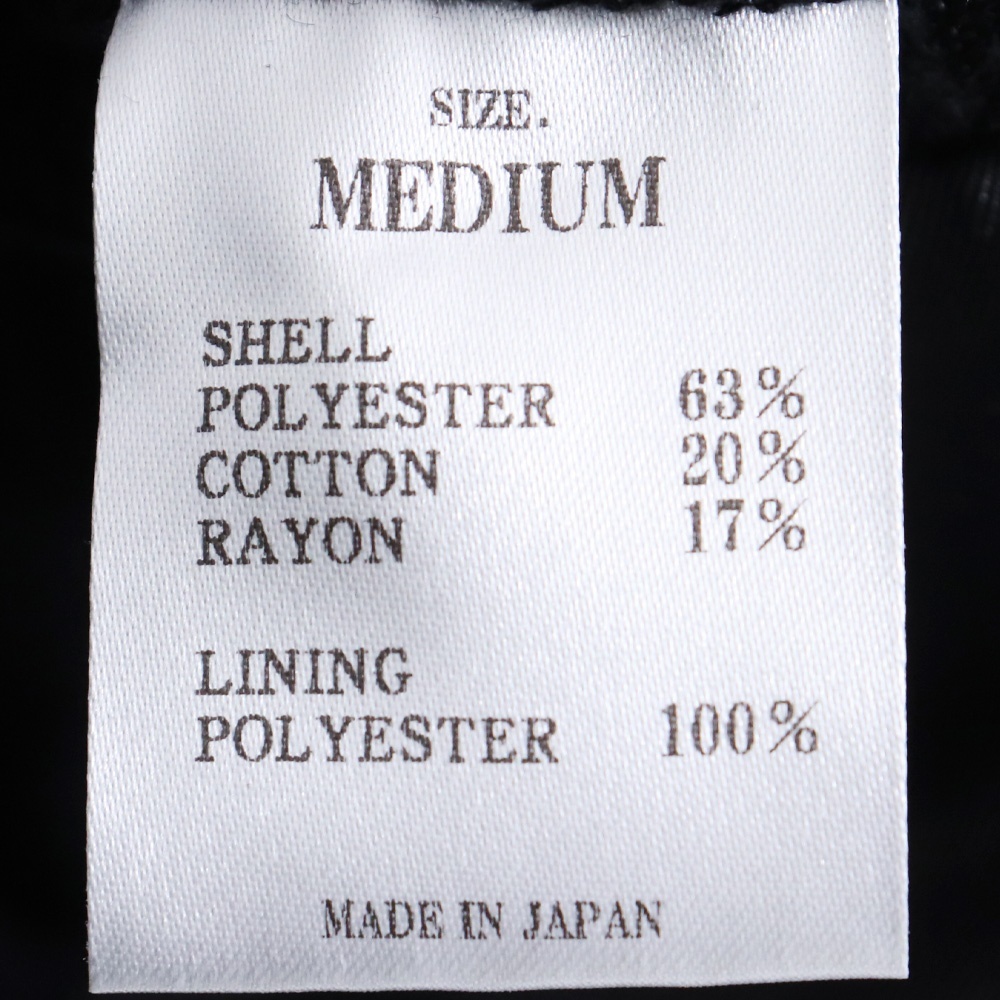 SIZE.
MEDIUM
SHELL
POLYESTER 63%
COTTON 20%
RAYON 17%
LINING
POLYESTER 100%
MADE IN JAPAN